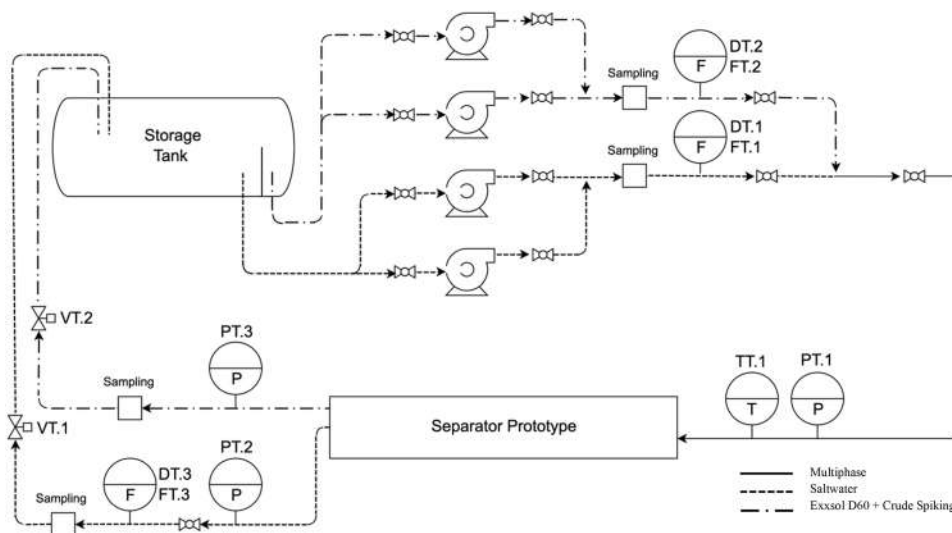 Storage
Tank
Sampling
F
DT.2
FT.2
Sampling
F
DT.1
FT.1
VT.2
PT.3
P
Sampling
VT.1
Separator Prototype
TT.1
T
PT.1
P
PT.2
P
DT.3
FT.3
F
Sampling
Multiphase
Saltwater
Exxsol D60 + Crude Spiking